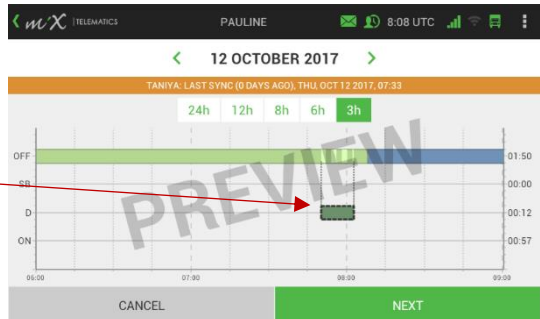 miX TELEMATICS PAULINE 8:08 UTC
12 OCTOBER 2017
TANIYA: LAST SYNC (0 DAYS AGO), THU, OCT 12 2017, 07:33
24h 12h 8h 6h 3h
OFF 01:50
SB 00:00
D 00:12
ON 00:57
PREVIEW
06:00 07:00 08:00 09:00
CANCEL NEXT